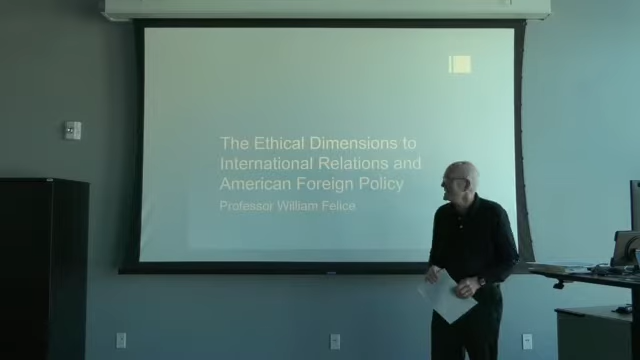 The Ethical Dimensions to
International Relations and
American Foreign Policy
Professor William Felice